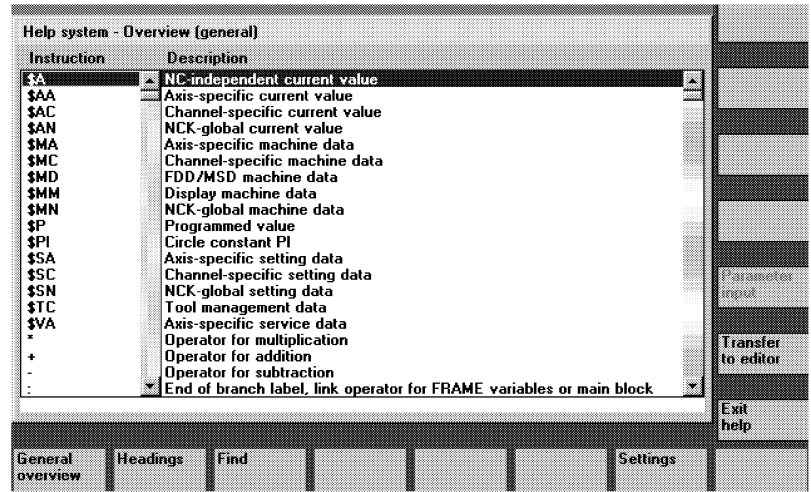 Help system - Overview (general)
Instruction Description
$A NC-independent current value
$AA Axis-specific current value
$AC Channel-specific current value
$AN NCK-global current value
$MA Axis-specific machine data
$MC Channel-specific machine data
$MD FDD/MSD machine data
$MM Display machine data
$MN NCK-global machine data
$P Programmed value
$PI Circle constant PI
$SA Axis-specific setting data
$SC Channel-specific setting data
$SN NCK-global setting data
$TC Tool management data
$VA Axis-specific service data
* Operator for multiplication
+ Operator for addition
- Operator for subtraction
: End of branch label, link operator for FRAME variables or main block
Parameter
input
Transfer
to editor
Exit
help
General
overview
Headings
Find
Settings